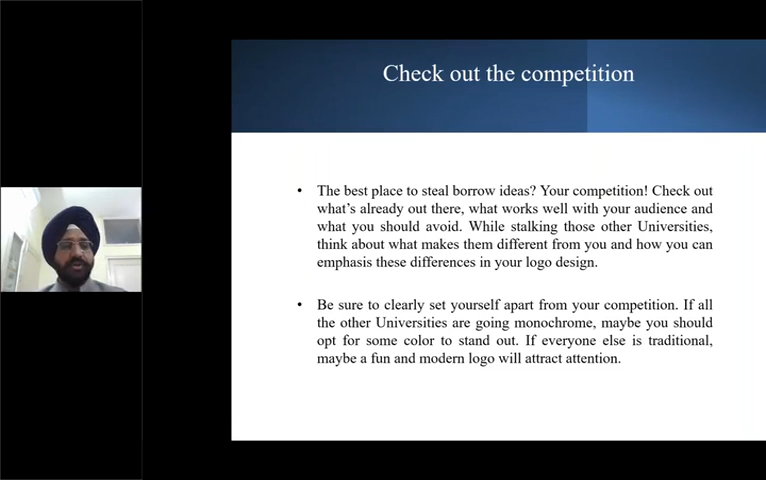 Check out the competition
• The best place to steal borrow ideas? Your competition! Check out
what's already out there, what works well with your audience and
what you should avoid. While stalking those other Universities,
think about what makes them different from you and how you can
emphasis these differences in your logo design.
• Be sure to clearly set yourself apart from your competition. If all
the other Universities are going monochrome, maybe you should
opt for some color to stand out. If everyone else is traditional,
maybe a fun and modern logo will attract attention.